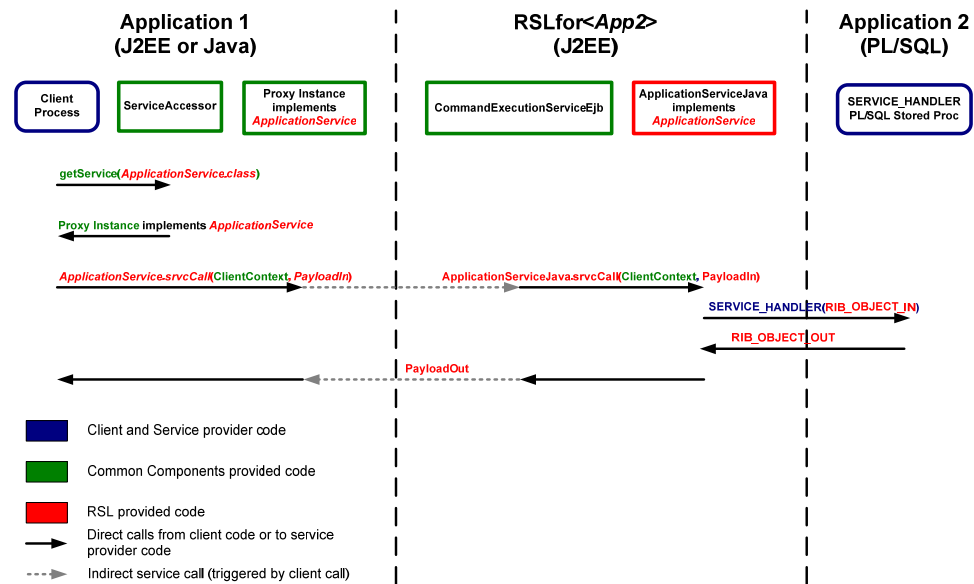 Application 1
(J2EE or Java)
RSLfor<App2>
(J2EE)
Application 2
(PL/SQL)
Client
Process
ServiceAccessor
Proxy Instance
implements
ApplicationService
CommandExecutionServiceEjb
ApplicationServiceJava
implements
ApplicationService
SERVICE_HANDLER
PL/SQL Stored Proc
getService(ApplicationService.class)
Proxy Instance implements ApplicationService
ApplicationService.srvcCall(ClientContext, PayloadIn)
ApplicationServiceJava.srvcCall(ClientContext, PayloadIn)
SERVICE_HANDLER(RIB_OBJECT_IN)
RIB_OBJECT_OUT
PayloadOut
Client and Service provider code
Common Components provided code
RSL provided code
Direct calls from client code or to service
provider code
Indirect service call (triggered by client call)